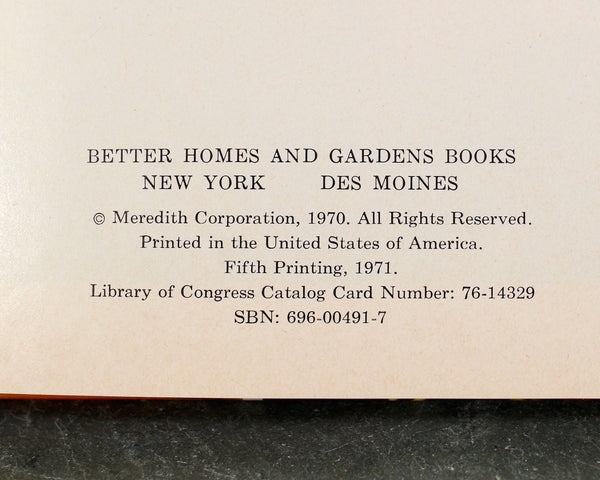 BETTER HOMES AND GARDENS BOOKS
NEW YORK DES MOINES
© Meredith Corporation, 1970. All Rights Reserved.
Printed in the United States of America.
Fifth Printing, 1971.
Library of Congress Catalog Card Number: 76-14329
SBN: 696-00491-7